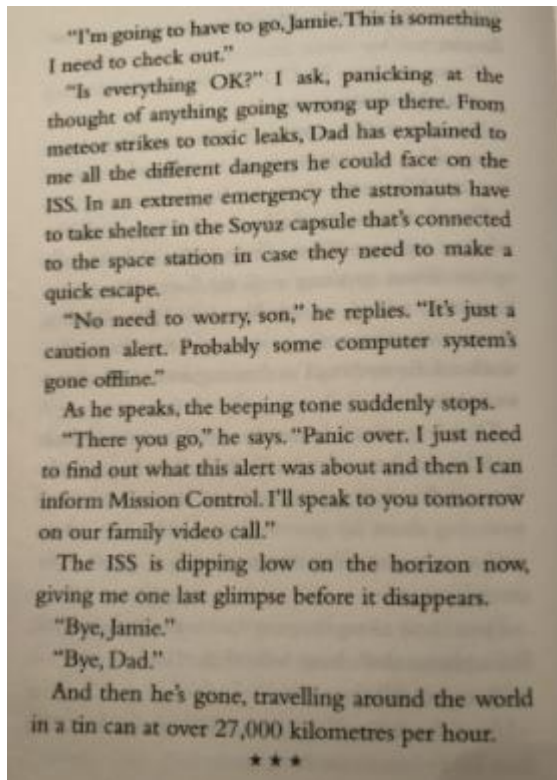 "I'm going to have to go, Jamie. This is something
I need to check out."
"Is everything OK?" I ask, panicking at the
thought of anything going wrong up there. From
meteor strikes to toxic leaks, Dad has explained to
me all the different dangers he could face on the
ISS. In an extreme emergency the astronauts have
to take shelter in the Soyuz capsule that's connected
to the space station in case they need to make a
quick escape.
"No need to worry, son," he replies. "It's just a
caution alert. Probably some computer system's
gone offline."
As he speaks, the beeping tone suddenly stops.
"There you go," he says. "Panic over. I just need
to find out what this alert was about and then I can
inform Mission Control. I'll speak to you tomorrow
on our family video call."
The ISS is dipping low on the horizon now,
giving me one last glimpse before it disappears.
"Bye, Jamie."
"Bye, Dad."
And then he's gone, travelling around the world
in a tin can at over 27,000 kilometres per hour.
★★★